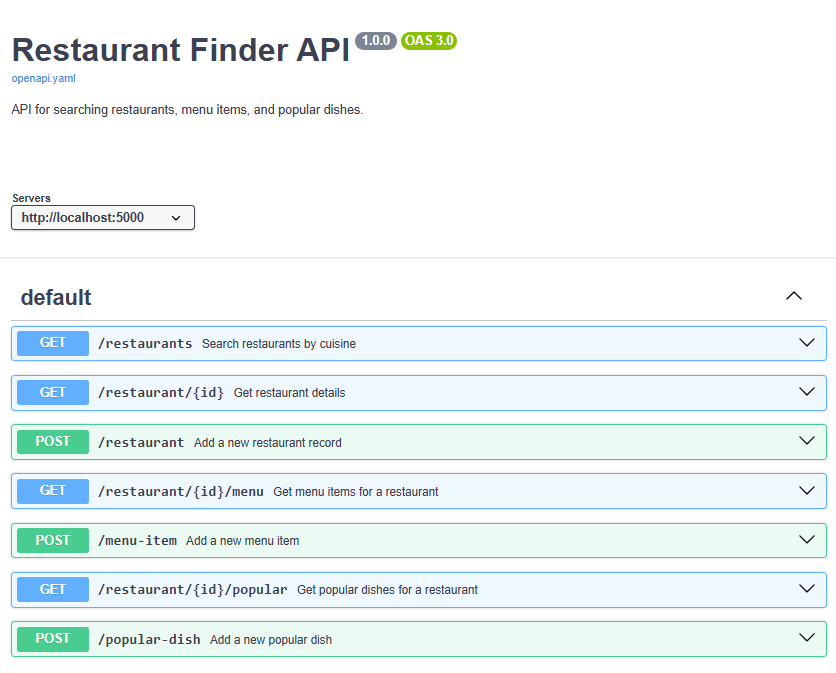 Restaurant Finder API 1.0.0 OAS 3.0
openapi.yaml
API for searching restaurants, menu items, and popular dishes.
Servers
http://localhost:5000
default
GET /restaurants Search restaurants by cuisine
GET /restaurant/{id} Get restaurant details
POST /restaurant Add a new restaurant record
GET /restaurant/{id}/menu Get menu items for a restaurant
POST /menu-item Add a new menu item
GET /restaurant/{id}/popular Get popular dishes for a restaurant
POST /popular-dish Add a new popular dish